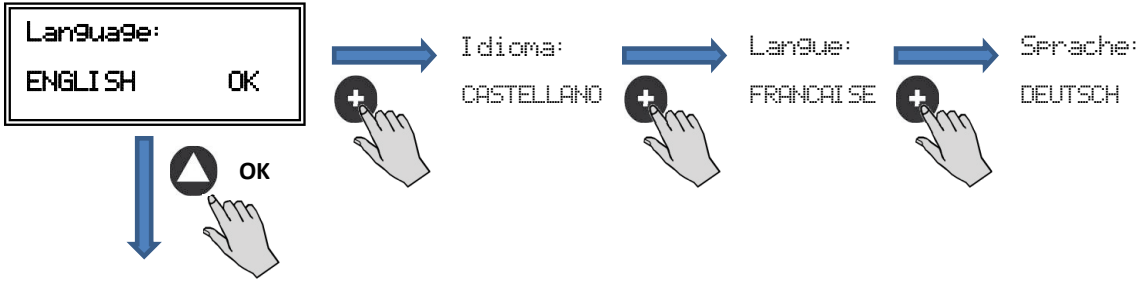 Language:
ENGLISH OK
Idioma:
CASTELLANO
Langue:
FRANCAISE
Sprache:
DEUTSCH
OK